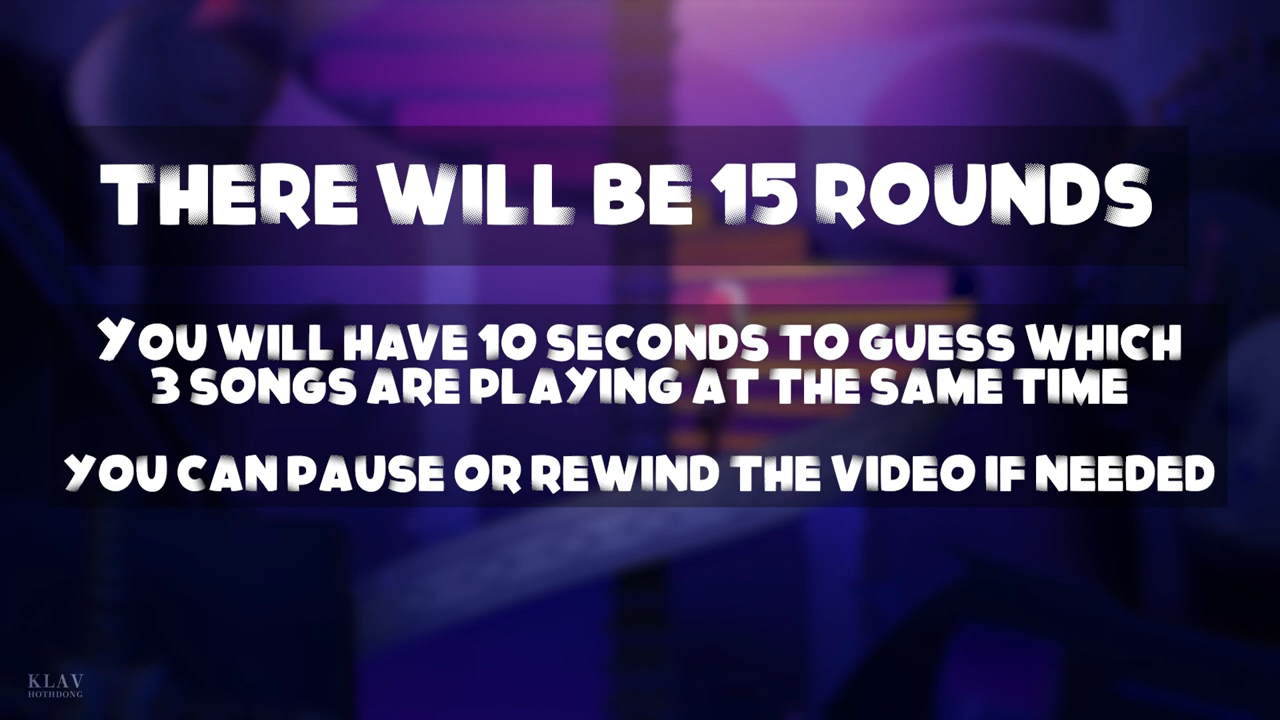 THERE WILL BE 15 ROUNDS
YOU WILL HAVE 10 SECONDS TO GUESS WHICH
3 SONGS ARE PLAYING AT THE SAME TIME
YOU CAN PAUSE OR REWIND THE VIDEO IF NEEDED
KLAV
HOTHDONG